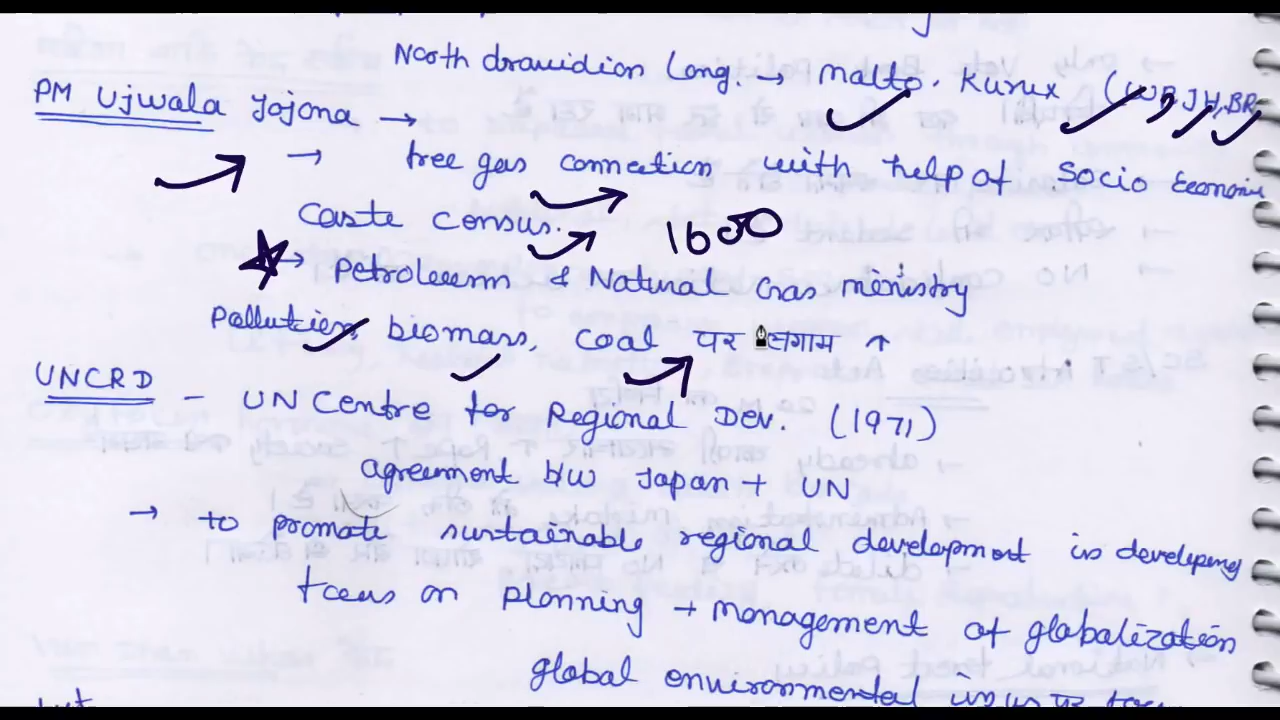 North dravidion Lang. → Malto. Kurux (WB, JH, BR
PM Ujwala Yojona →
→ free gas connection with help of Socio Economic
Caste Consus. 1600
→ Petroleum & Natural Gas ministry
Pollution, biomass, Coal पर लगाम ↑
UNCRD - UN Centre for Regional Dev. (1971)
agreement b/w Japan + UN
→ to promote sustainable regional development in developing
focus on planning + management of globalization
global environmental